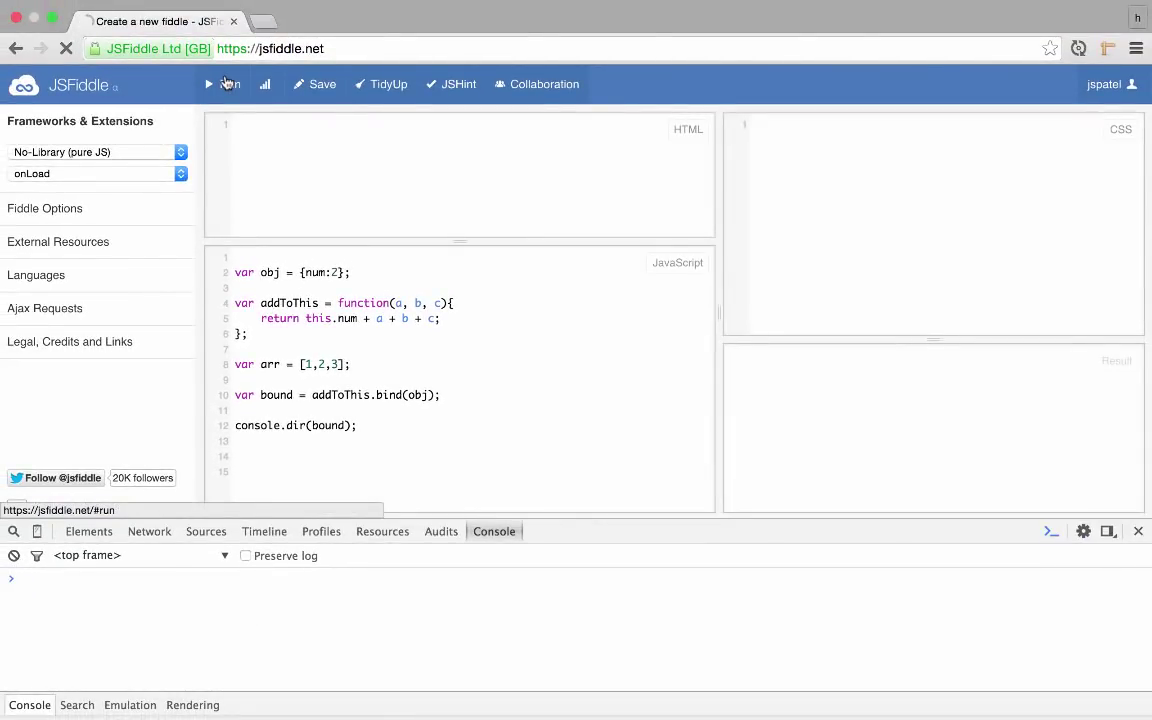 Create a new fiddle - JSFi
h
JSFiddle Ltd [GB] https://jsfiddle.net
JSFiddle α
Run
Save
TidyUp
JSHint
Collaboration
jspatel
Frameworks & Extensions
No-Library (pure JS)
onLoad
Fiddle Options
External Resources
Languages
Ajax Requests
Legal, Credits and Links
Follow @jsfiddle
20K followers
https://jsfiddle.net/#run
1
HTML
1
CSS
JavaScript
1
2 var obj = {num:2};
3
4 var addToThis = function(a, b, c){
5 return this.num + a + b + c;
6 };
7
8 var arr = [1,2,3];
9
10 var bound = addToThis.bind(obj);
11
12 console.dir(bound);
13
14
15
Result
Elements Network Sources Timeline Profiles Resources Audits Console
<top frame> Preserve log
Console Search Emulation Rendering